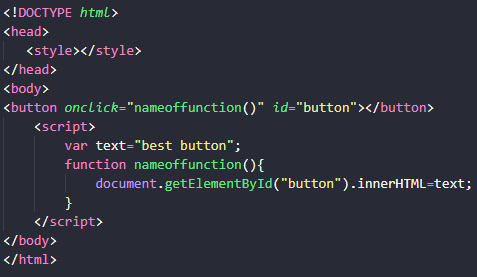 <!DOCTYPE html>
<head>
<style></style>
</head>
<body>
<button onclick="nameoffunction()" id="button"></button>
<script>
var text="best button";
function nameoffunction(){
document.getElementById("button").innerHTML=text;
}
</script>
</body>
</html>